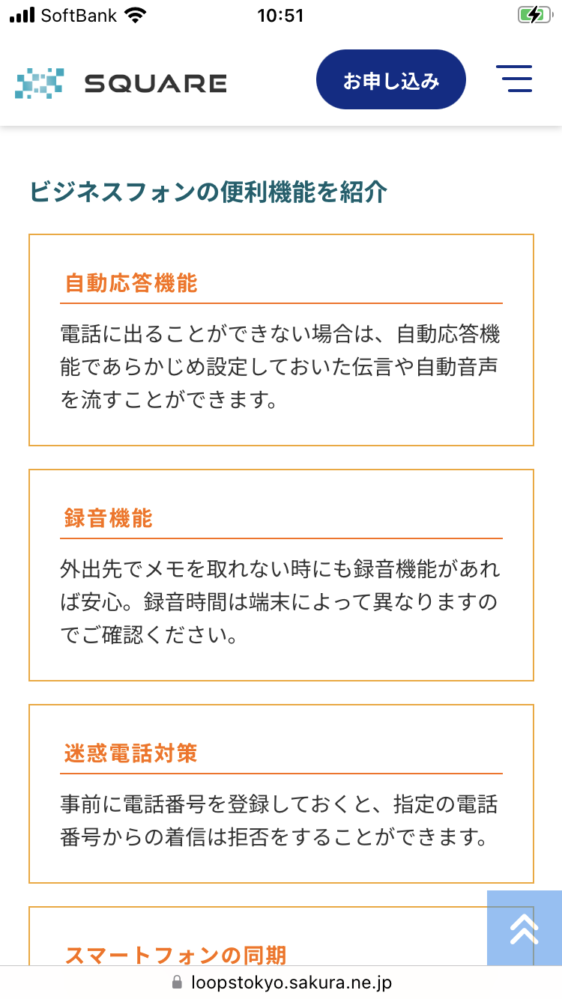 SoftBank 10:51
SQUARE お申し込み
ビジネスフォンの便利機能を紹介
自動応答機能
電話に出ることができない場合は、自動応答機
能であらかじめ設定しておいた伝言や自動音声
を流すことができます。
録音機能
外出先でメモを取れない時にも録音機能があれ
ば安心。録音時間は端末によって異なりますの
でご確認ください。
迷惑電話対策
事前に電話番号を登録しておくと、指定の電話
番号からの着信は拒否をすることができます。
スマートフォンの同期
loopstokyo.sakura.ne.jp